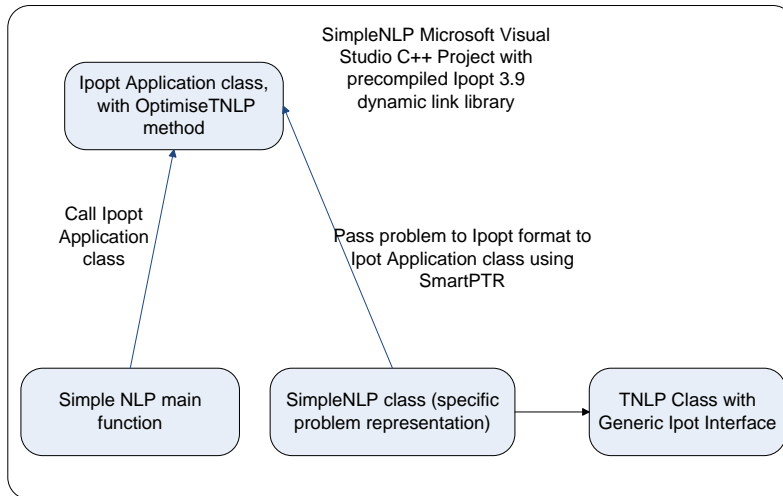 SimpleNLP Microsoft Visual
Studio C++ Project with
precompiled Ipopt 3.9
dynamic link library
Ipopt Application class,
with OptimiseTNLP
method
Call Ipopt
Application
class
Pass problem to Ipopt format to
Ipot Application class using
SmartPTR
Simple NLP main
function
SimpleNLP class (specific
problem representation)
TNLP Class with
Generic Ipot Interface